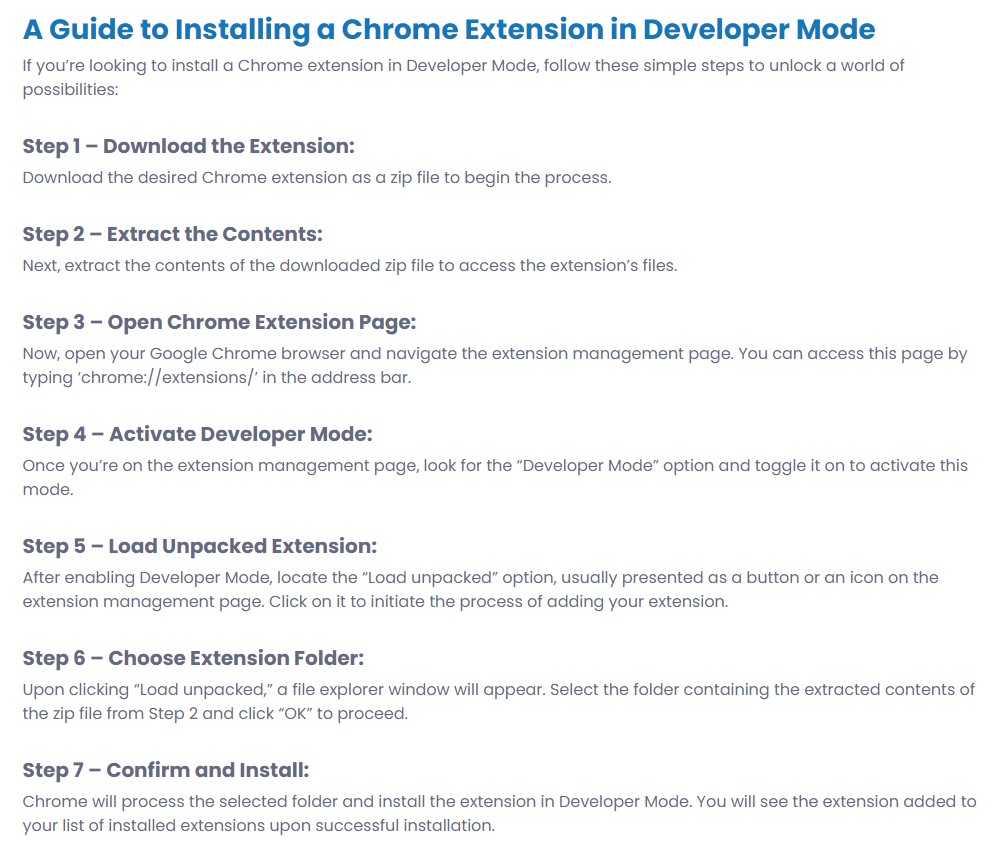 A Guide to Installing a Chrome Extension in Developer Mode
If you’re looking to install a Chrome extension in Developer Mode, follow these simple steps to unlock a world of
possibilities:
Step 1 – Download the Extension:
Download the desired Chrome extension as a zip file to begin the process.
Step 2 – Extract the Contents:
Next, extract the contents of the downloaded zip file to access the extension’s files.
Step 3 – Open Chrome Extension Page:
Now, open your Google Chrome browser and navigate the extension management page. You can access this page by
typing ‘chrome://extensions/’ in the address bar.
Step 4 – Activate Developer Mode:
Once you’re on the extension management page, look for the “Developer Mode” option and toggle it on to activate this
mode.
Step 5 – Load Unpacked Extension:
After enabling Developer Mode, locate the “Load unpacked” option, usually presented as a button or an icon on the
extension management page. Click on it to initiate the process of adding your extension.
Step 6 – Choose Extension Folder:
Upon clicking “Load unpacked,” a file explorer window will appear. Select the folder containing the extracted contents of
the zip file from Step 2 and click “OK” to proceed.
Step 7 – Confirm and Install:
Chrome will process the selected folder and install the extension in Developer Mode. You will see the extension added to
your list of installed extensions upon successful installation.